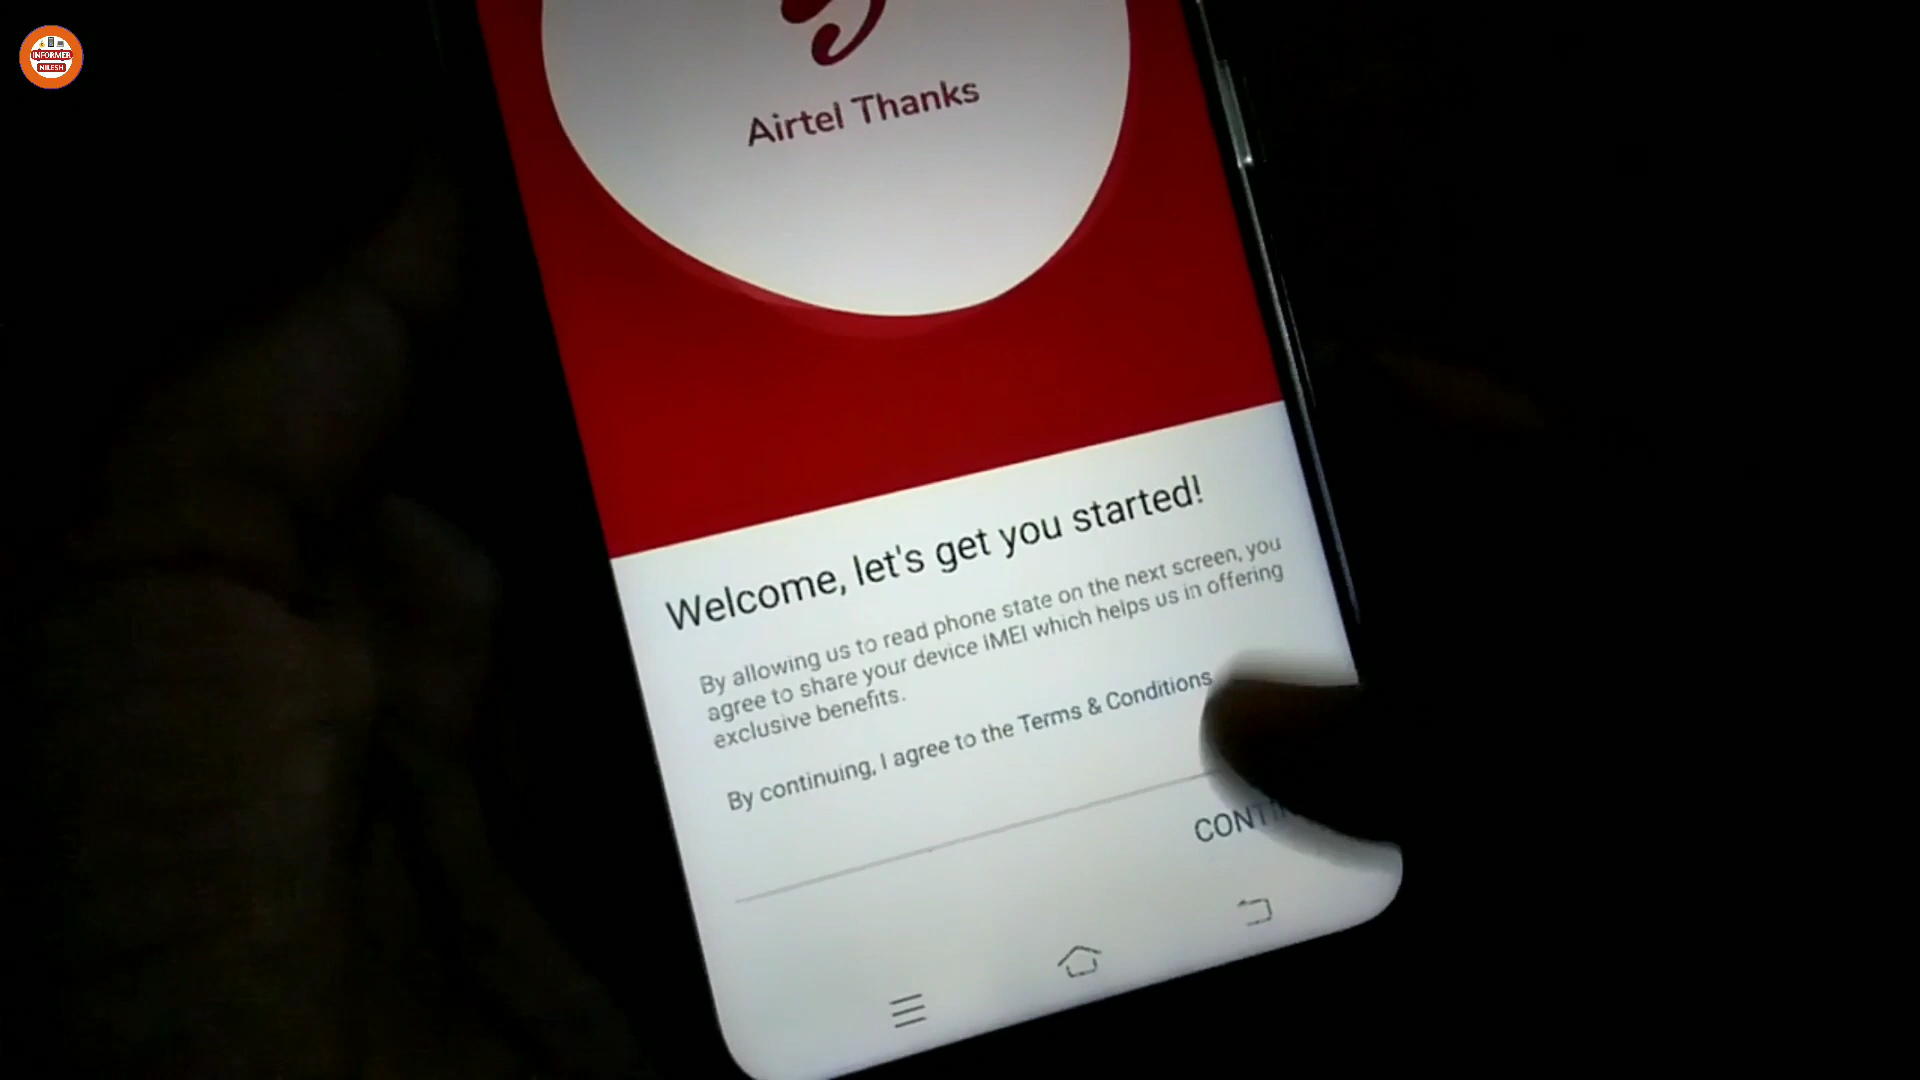 INFORMER
NILESH
Airtel Thanks
Welcome, let's get you started!
By allowing us to read phone state on the next screen, you
agree to share your device IMEI which helps us in offering
exclusive benefits.
By continuing, I agree to the Terms & Conditions